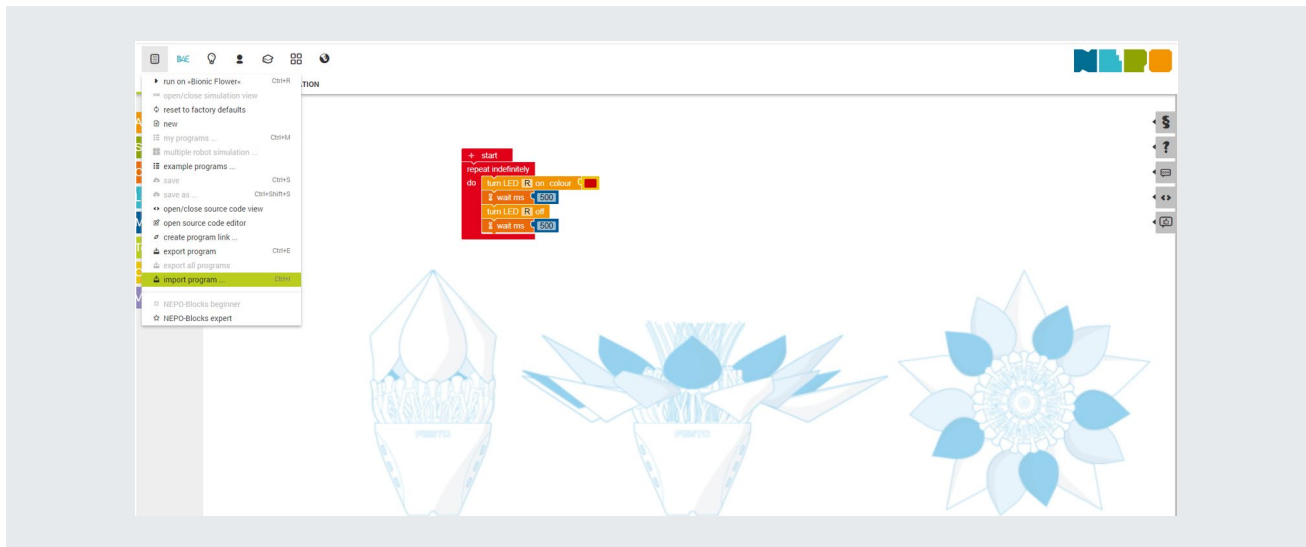 BAE
NEPO
▸ run on «Bionic Flower« Ctrl+R
TION
open/close simulation view
reset to factory defaults
new
my programs ... Ctrl+M
multiple robot simulation ...
example programs ...
save Ctrl+S
save as ... Ctrl+Shift+S
open/close source code view
open source code editor
create program link ...
export program Ctrl+E
export all programs
import program ... Ctrl+I
NEPO-Blocks beginner
NEPO-Blocks expert
+ start
repeat indefinitely
do turn LED R on colour
wait ms 500
turn LED R off
wait ms 500
§
?
FESTO
FESTO